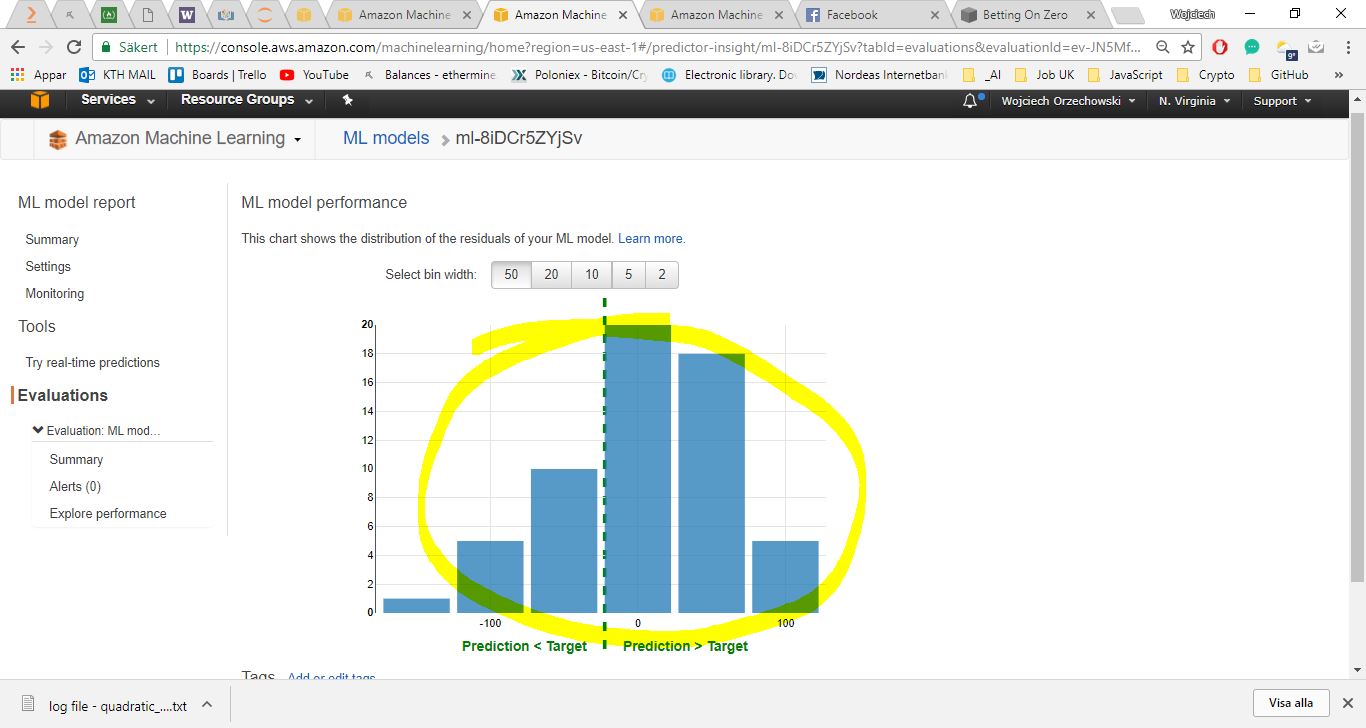 Amazon Machine
Amazon Machine
Amazon Machine
Facebook
Betting On Zero
Wojciech
Säkert
https://console.aws.amazon.com/machinelearning/home?region=us-east-1#/predictor-insight/ml-8iDCr5ZYjSv?tabId=evaluations&evaluationId=ev-JN5Mf...
9°
Appar
KTH MAIL
Boards | Trello
YouTube
Balances - ethermine
Poloniex - Bitcoin/Cry
Electronic library. Do
Nordeas Internetban
_AI
Job UK
JavaScript
Crypto
GitHub
»
Services
Resource Groups
Wojciech Orzechowski
N. Virginia
Support
Amazon Machine Learning
ML models
ml-8iDCr5ZYjSv
ML model report
Summary
Settings
Monitoring
Tools
Try real-time predictions
Evaluations
Evaluation: ML mod...
Summary
Alerts (0)
Explore performance
ML model performance
This chart shows the distribution of the residuals of your ML model. Learn more.
Select bin width: 50 20 10 5 2
20
18
16
14
12
10
8
6
4
2
0
-100 0 100
Prediction < Target Prediction > Target
Tags Add or edit tags
log file - quadratic_....txt
Visa alla